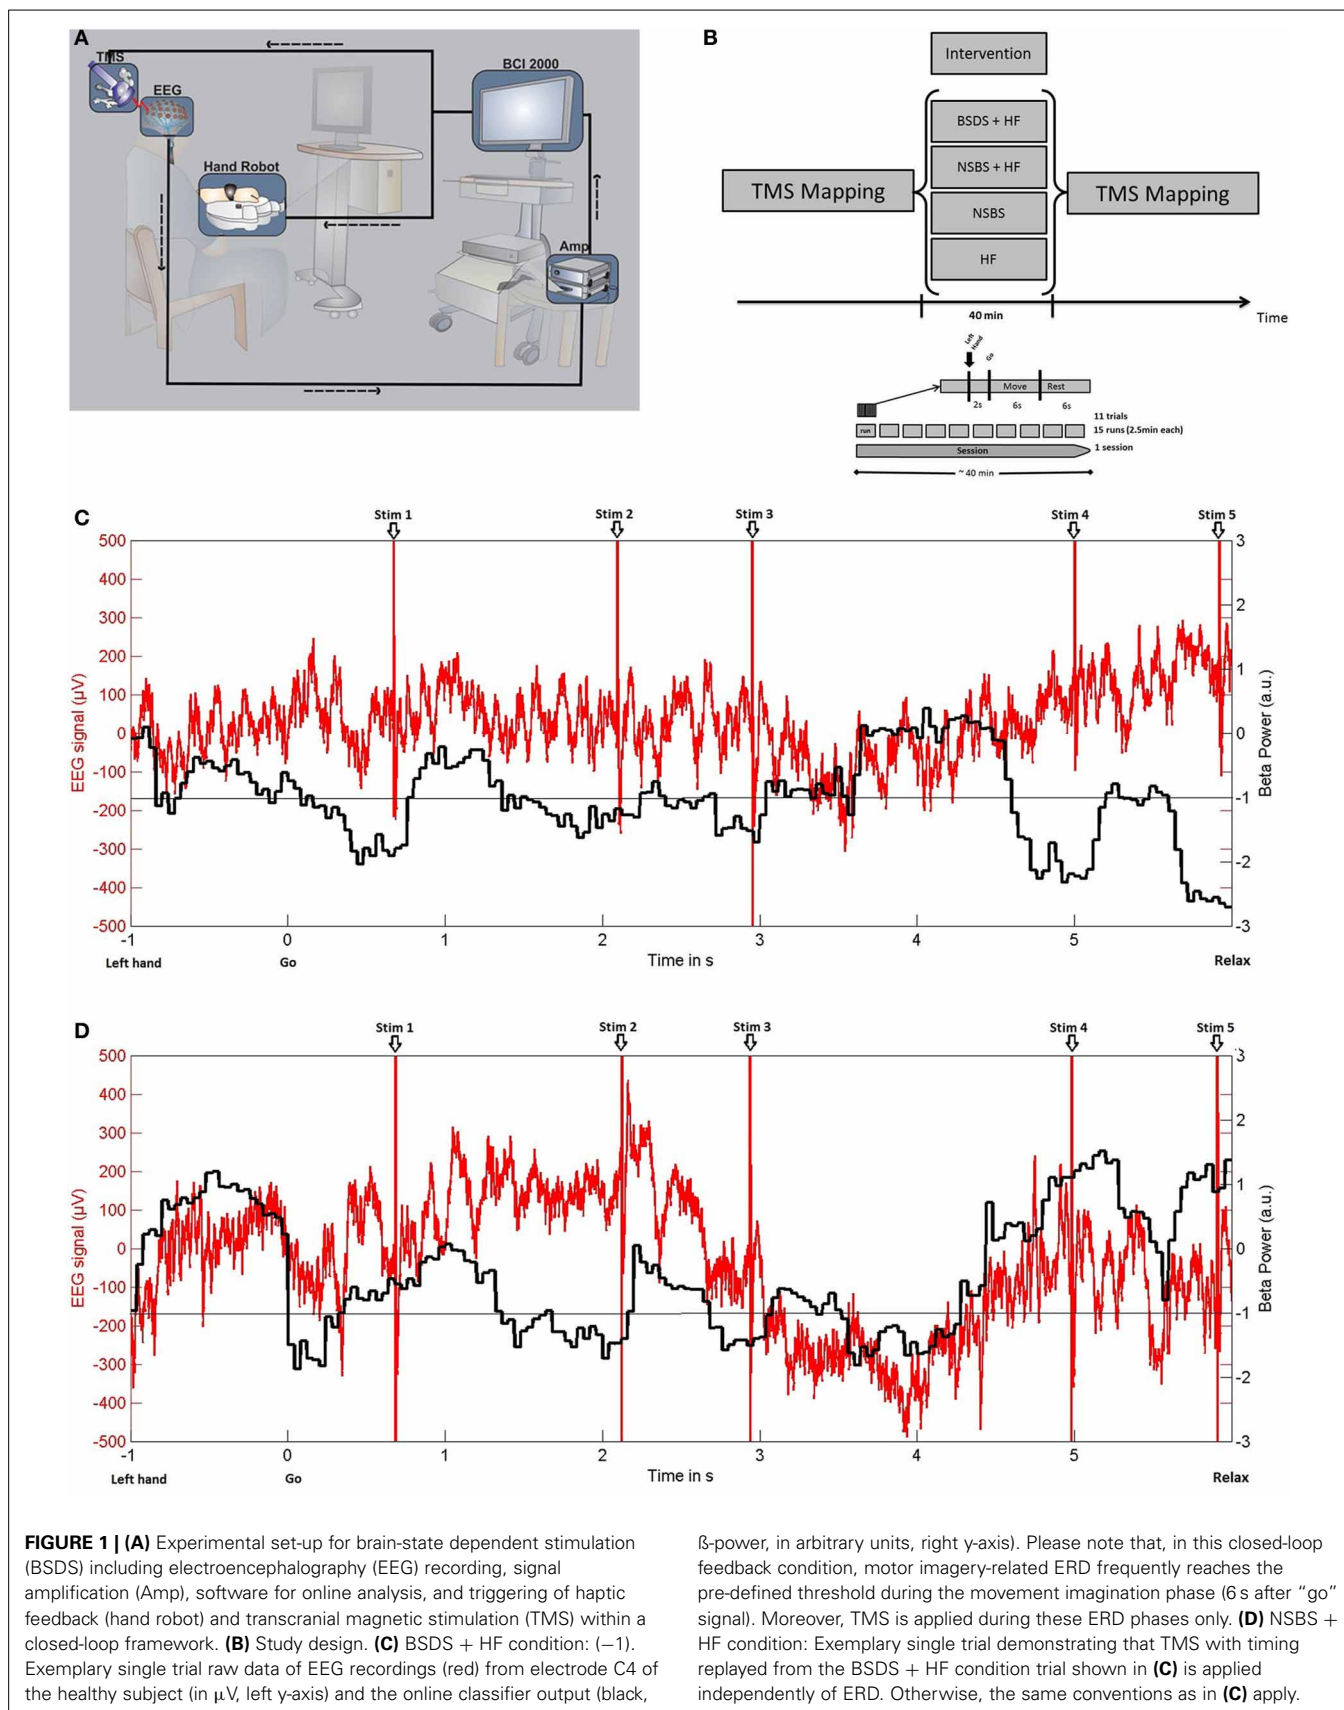 A
TMS
EEG
Hand Robot
BCI 2000
Amp
B
Intervention
BSDS + HF
NSBS + HF
NSBS
HF
TMS Mapping
TMS Mapping
40 min
Time
Left
Hand
Go
Move
Rest
2s
6s
6s
11 trials
run
15 runs (2.5min each)
Session
1 session
~ 40 min
C
Stim 1
Stim 2
Stim 3
Stim 4
Stim 5
500
400
300
200
100
0
-100
-200
-300
-400
-500
EEG signal (µV)
3
2
1
0
-1
-2
-3
Beta Power (a.u.)
-1
0
1
2
3
4
5
Left hand
Go
Time in s
Relax
D
Stim 1
Stim 2
Stim 3
Stim 4
Stim 5
500
400
300
200
100
0
-100
-200
-300
-400
-500
EEG signal (µV)
3
2
1
0
-1
-2
-3
Beta Power (a.u.)
-1
0
1
2
3
4
5
Left hand
Go
Time in s
Relax
FIGURE 1 | (A) Experimental set-up for brain-state dependent stimulation
(BSDS) including electroencephalography (EEG) recording, signal
amplification (Amp), software for online analysis, and triggering of haptic
feedback (hand robot) and transcranial magnetic stimulation (TMS) within a
closed-loop framework. (B) Study design. (C) BSDS + HF condition: (−1).
Exemplary single trial raw data of EEG recordings (red) from electrode C4 of
the healthy subject (in µV, left y-axis) and the online classifier output (black,
ß-power, in arbitrary units, right y-axis). Please note that, in this closed-loop
feedback condition, motor imagery-related ERD frequently reaches the
pre-defined threshold during the movement imagination phase (6 s after “go”
signal). Moreover, TMS is applied during these ERD phases only. (D) NSBS +
HF condition: Exemplary single trial demonstrating that TMS with timing
replayed from the BSDS + HF condition trial shown in (C) is applied
independently of ERD. Otherwise, the same conventions as in (C) apply.